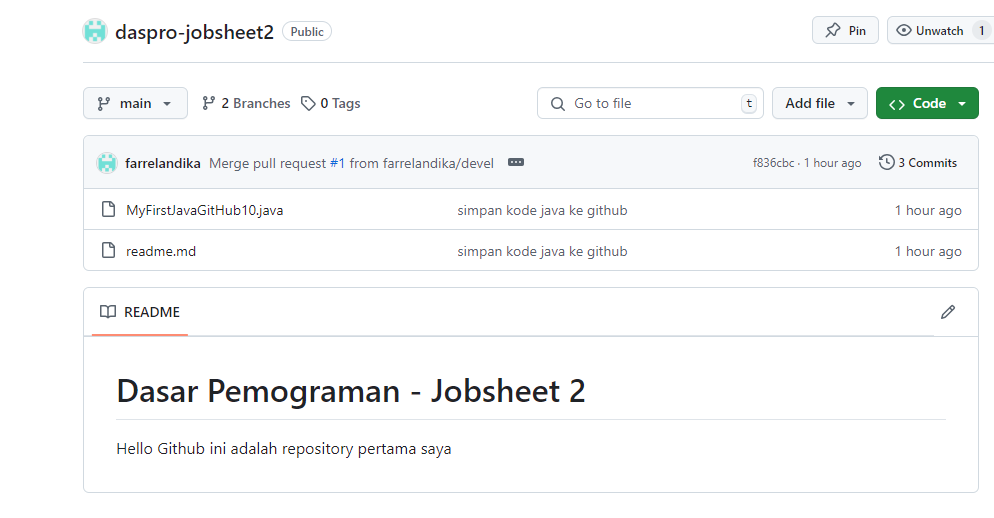 daspro-jobsheet2 Public Pin Unwatch 1
main 2 Branches 0 Tags Go to file t Add file Code
farrelandika Merge pull request #1 from farrelandika/devel f836cbc · 1 hour ago 3 Commits
MyFirstJavaGitHub10.java simpan kode java ke github 1 hour ago
readme.md simpan kode java ke github 1 hour ago
README
Dasar Pemograman - Jobsheet 2
Hello Github ini adalah repository pertama saya